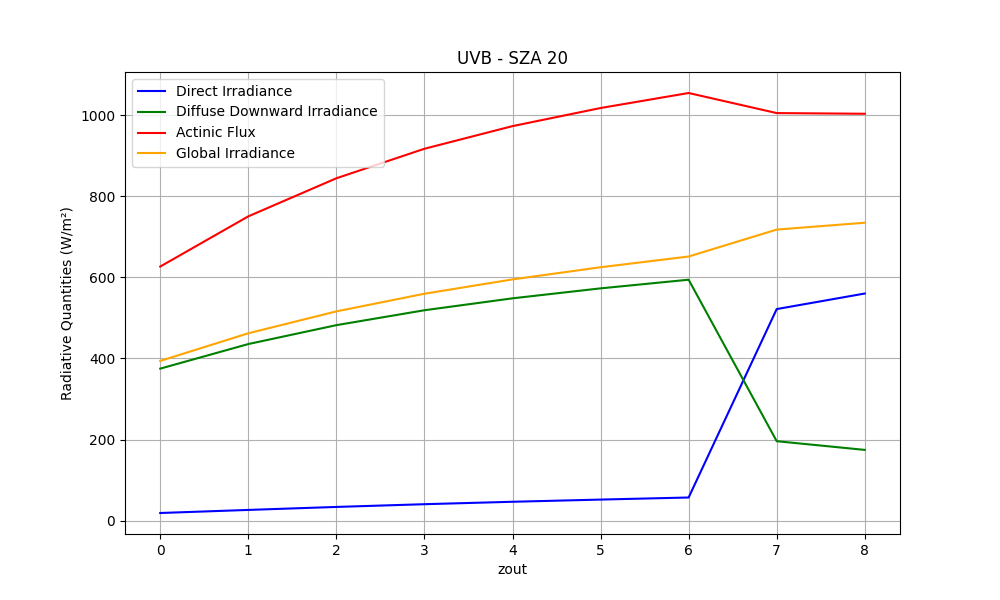 UVB - SZA 20
Direct Irradiance
Diffuse Downward Irradiance
Actinic Flux
Global Irradiance
Radiative Quantities (W/m²)
1000
800
600
400
200
0
0 1 2 3 4 5 6 7 8
zout